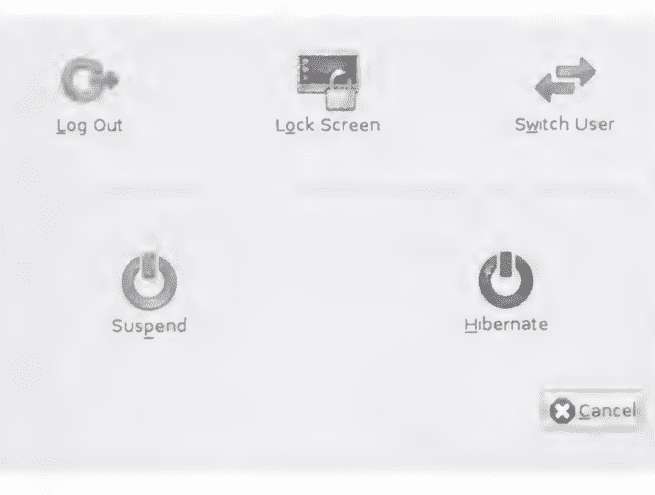 Log Out
Lock Screen
Switch User
Suspend
Hibernate
Cancel